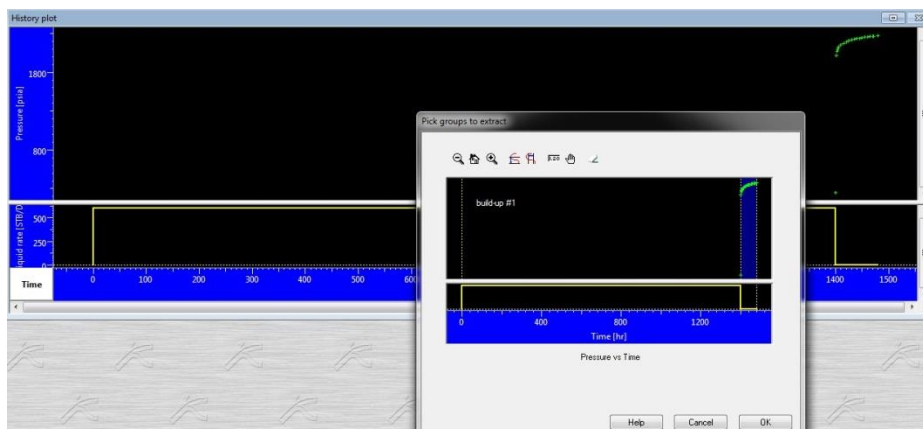 History plot
Pressure [psia]
1800
800
iquid rate [STB/D
500
250
0
Time
0
100
200
300
400
500
600
1400
1500
Pick groups to extract
build-up #1
0
400
800
1200
Time [hr]
Pressure vs Time
Help
Cancel
OK